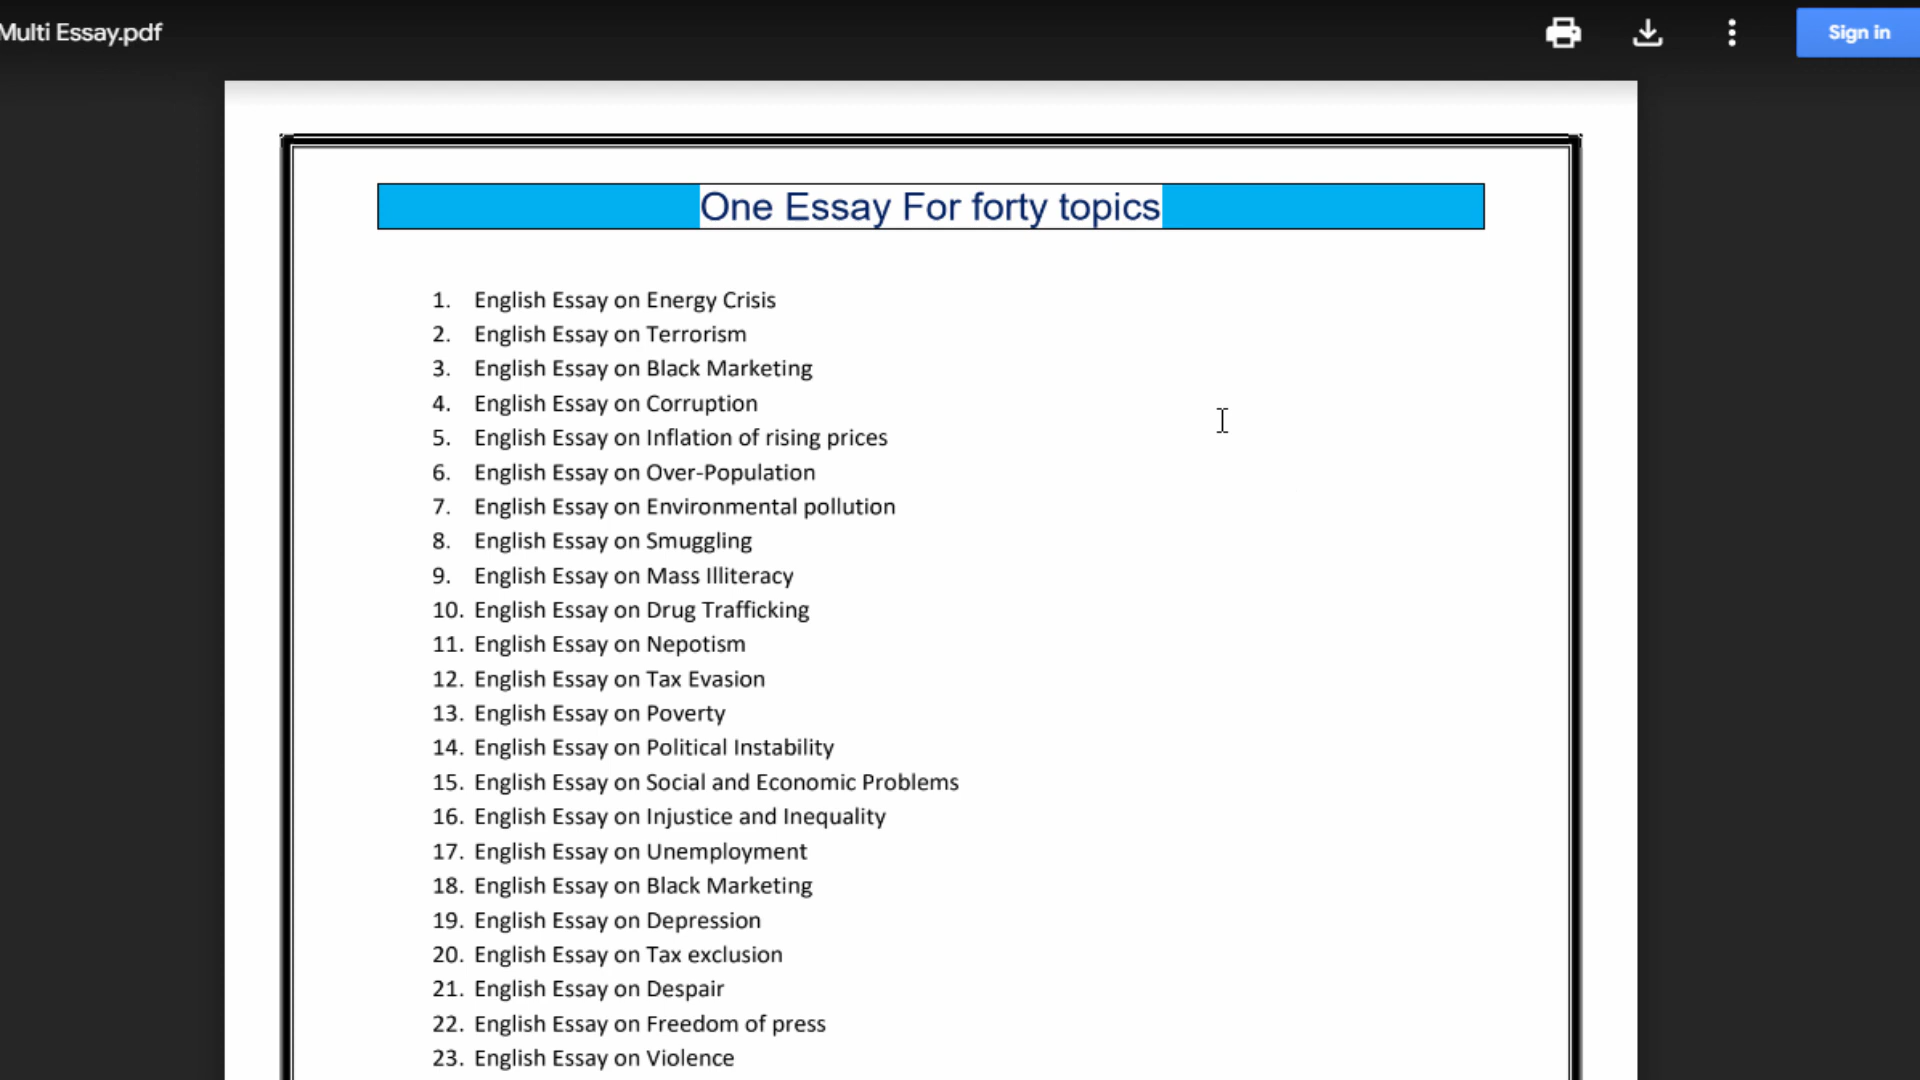 Multi Essay.pdf
Sign in
One Essay For forty topics
1. English Essay on Energy Crisis
2. English Essay on Terrorism
3. English Essay on Black Marketing
4. English Essay on Corruption
5. English Essay on Inflation of rising prices
6. English Essay on Over-Population
7. English Essay on Environmental pollution
8. English Essay on Smuggling
9. English Essay on Mass Illiteracy
10. English Essay on Drug Trafficking
11. English Essay on Nepotism
12. English Essay on Tax Evasion
13. English Essay on Poverty
14. English Essay on Political Instability
15. English Essay on Social and Economic Problems
16. English Essay on Injustice and Inequality
17. English Essay on Unemployment
18. English Essay on Black Marketing
19. English Essay on Depression
20. English Essay on Tax exclusion
21. English Essay on Despair
22. English Essay on Freedom of press
23. English Essay on Violence